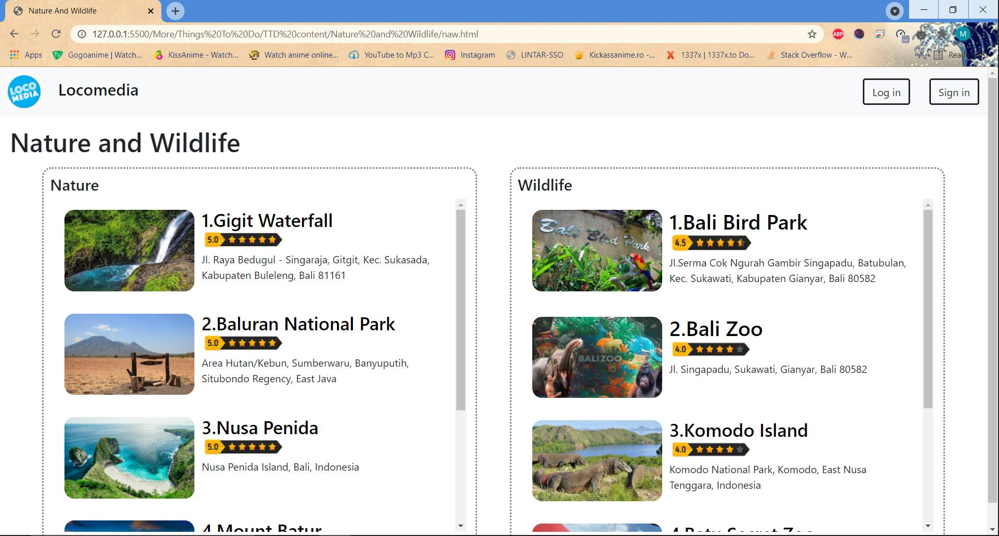 Nature And Wildlife
127.0.0.1:5500/More/Things%20To%20Do/TTD%20content/Nature%20and%20Wildlife/naw.html
ABP
M
Apps
Gogoanime | Watch...
KissAnime - Watch...
Watch anime online...
YouTube to Mp3 C...
Instagram
LINTAR-SSO
Kickassanime.ro -...
1337x | 1337x.to Do...
Stack Overflow - W...
»
Reading list
LOCO MEDIA
Locomedia
Log in
Sign in
Nature and Wildlife
Nature
1.Gigit Waterfall
5.0
Jl. Raya Bedugul - Singaraja, Gitgit, Kec. Sukasada,
Kabupaten Buleleng, Bali 81161
2.Baluran National Park
5.0
Area Hutan/Kebun, Sumberwaru, Banyuputih,
Situbondo Regency, East Java
3.Nusa Penida
5.0
Nusa Penida Island, Bali, Indonesia
4.Mount Batur
Wildlife
Bali Bird Park
1.Bali Bird Park
4.5
Jl.Serma Cok Ngurah Gambir Singapadu, Batubulan,
Kec. Sukawati, Kabupaten Gianyar, Bali 80582
BALIZOO
2.Bali Zoo
4.0
Jl. Singapadu, Sukawati, Gianyar, Bali 80582
3.Komodo Island
4.0
Komodo National Park, Komodo, East Nusa
Tenggara, Indonesia
4.Batu Secret Zoo